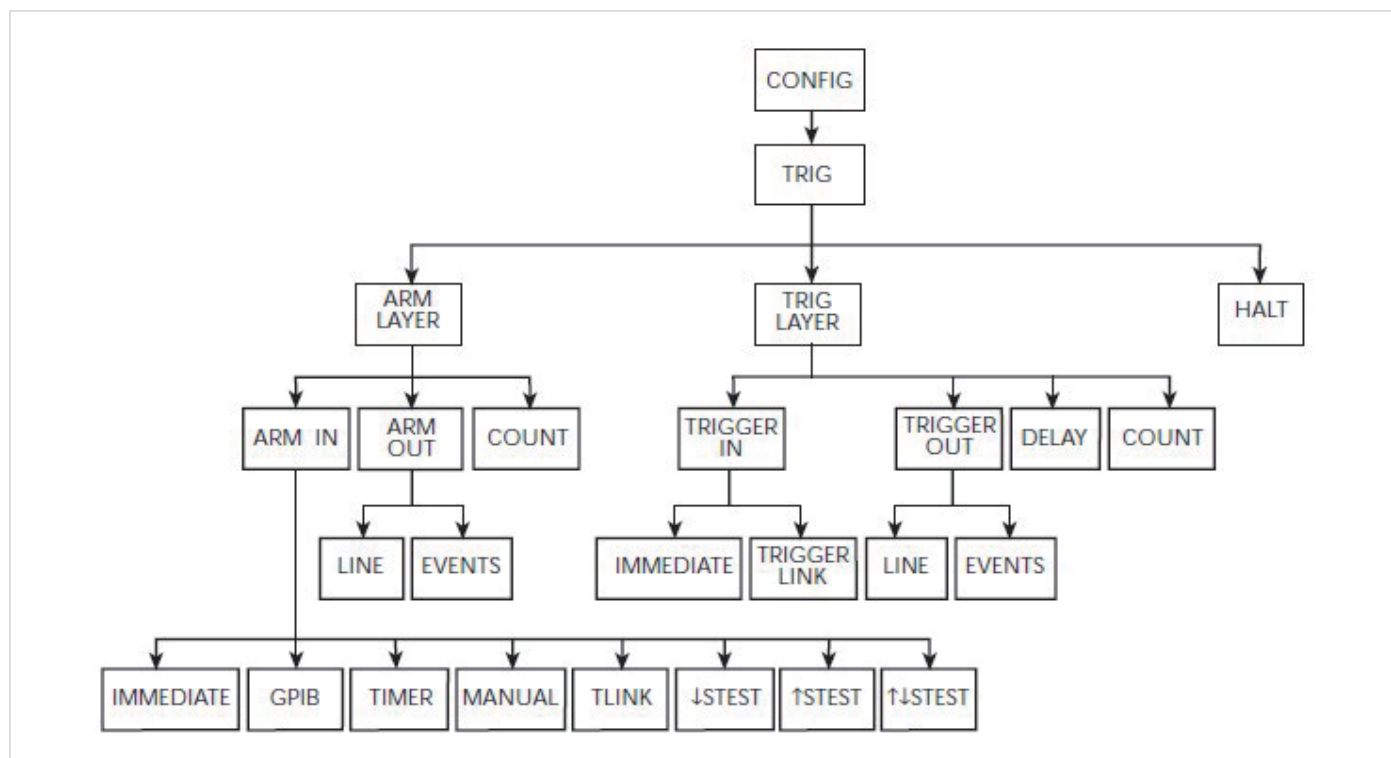 CONFIG
TRIG
ARM
LAYER
TRIG
LAYER
HALT
ARM IN
ARM
OUT
COUNT
TRIGGER
IN
TRIGGER
OUT
DELAY
COUNT
LINE
EVENTS
IMMEDIATE
TRIGGER
LINK
LINE
EVENTS
IMMEDIATE
GPIB
TIMER
MANUAL
TLINK
↓STEST
↑STEST
↑↓STEST